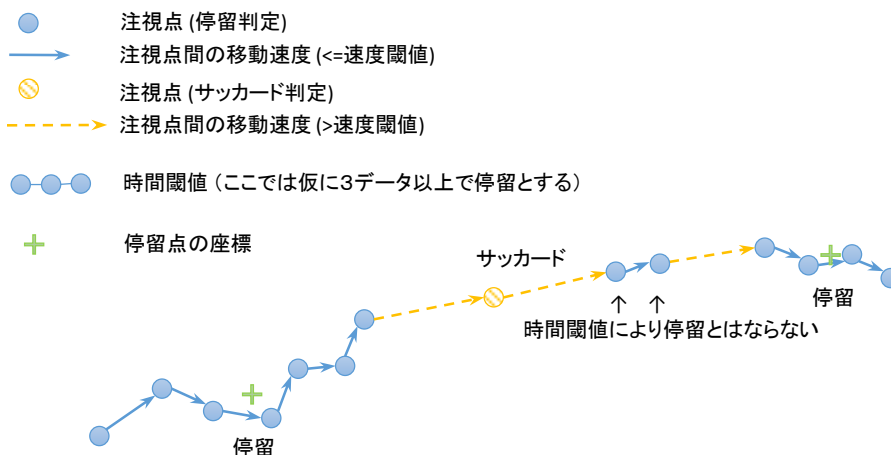 注視点 (停留判定)
注視点間の移動速度 (<=速度閾値)
注視点 (サッカード判定)
注視点間の移動速度 (>速度閾値)
時間閾値 (ここでは仮に３データ以上で停留とする)
停留点の座標
サッカード
停留
↑ ↑
時間閾値により停留とはならない
停留